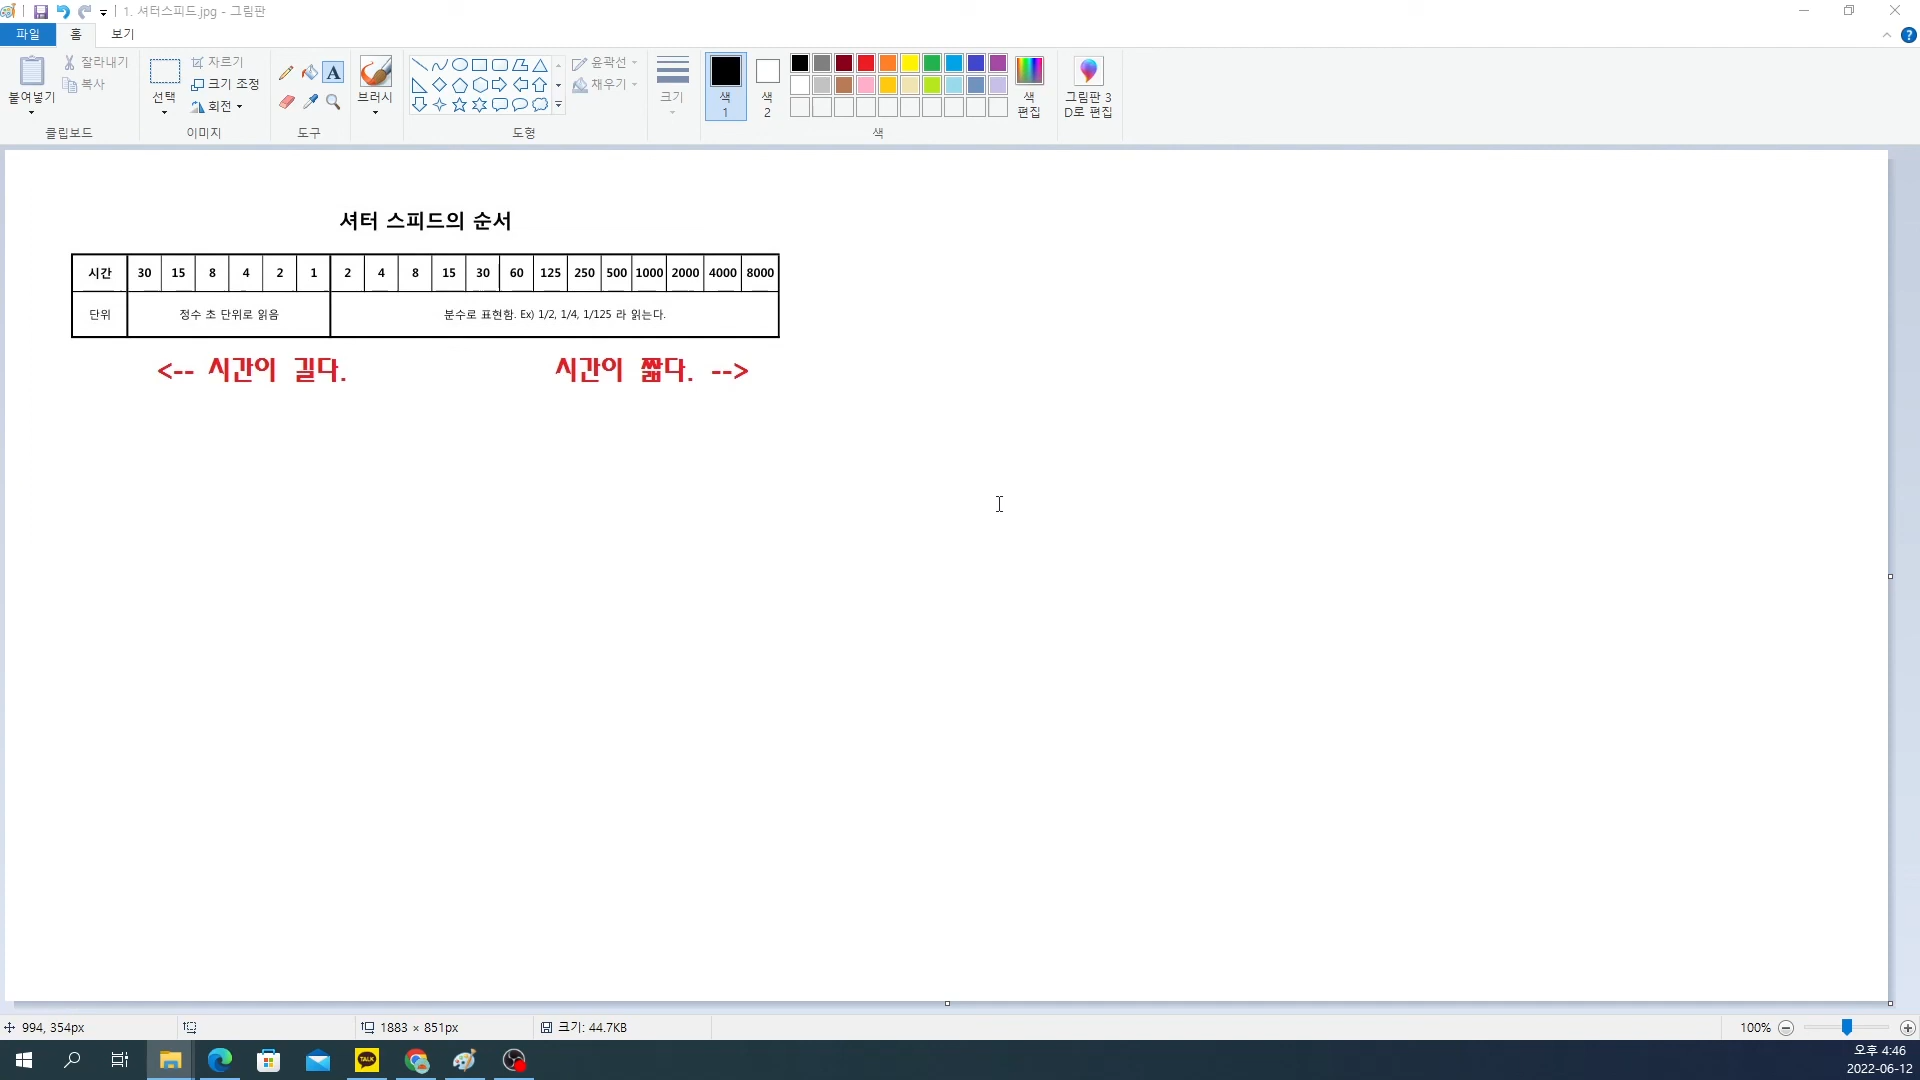 1. 셔터스피드.jpg - 그림판
파일 홈 보기
붙여넣기 잘라내기 복사
클립보드
선택 자르기 크기 조정 회전
이미지
A
도구
브러시
윤곽선 채우기
도형
크기
색 1
색 2
색 편집
색
그림판 3D로 편집
셔터 스피드의 순서
시간 30 15 8 4 2 1 2 4 8 15 30 60 125 250 500 1000 2000 4000 8000
단위 정수 초 단위로 읽음 분수로 표현함. Ex) 1/2, 1/4, 1/125 라 읽는다.
<-- 시간이 길다. 시간이 짧다. -->
994, 354px 1883 × 851px 크기: 44.7KB 100%
TALK
오후 4:46
2022-06-12